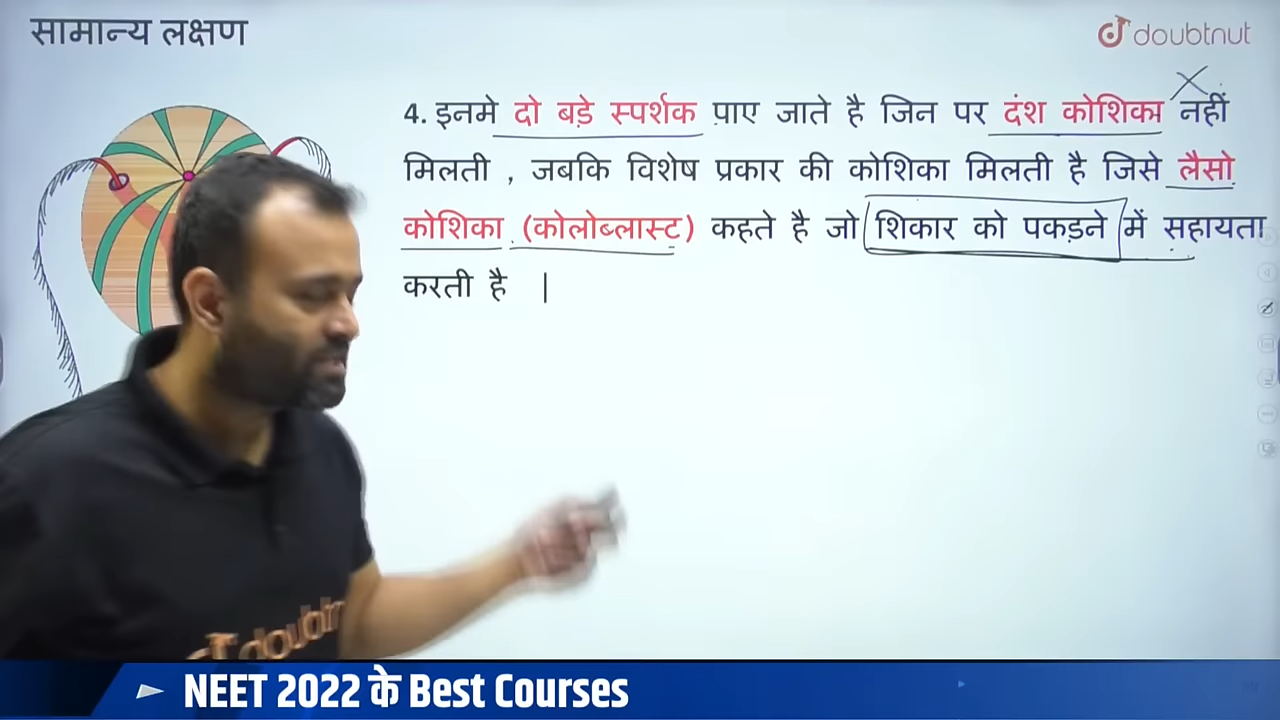 सामान्य लक्षण
doubtnut
4. इनमे दो बड़े स्पर्शक पाए जाते है जिन पर दंश कोशिका नहीं
मिलती , जबकि विशेष प्रकार की कोशिका मिलती है जिसे लैसो
कोशिका (कोलोब्लास्ट) कहते है जो शिकार को पकड़ने में सहायता
करती है |
NEET 2022 के Best Courses